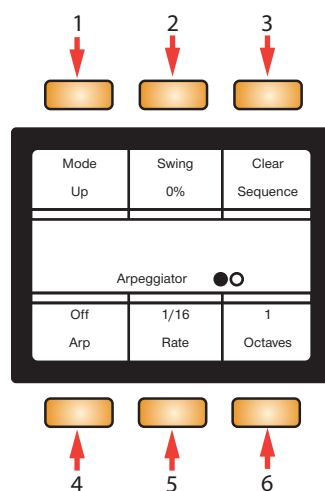 1 2 3
Mode Swing Clear
Up 0% Sequence
Arpeggiator
Off 1/16 1
Arp Rate Octaves
4 5 6